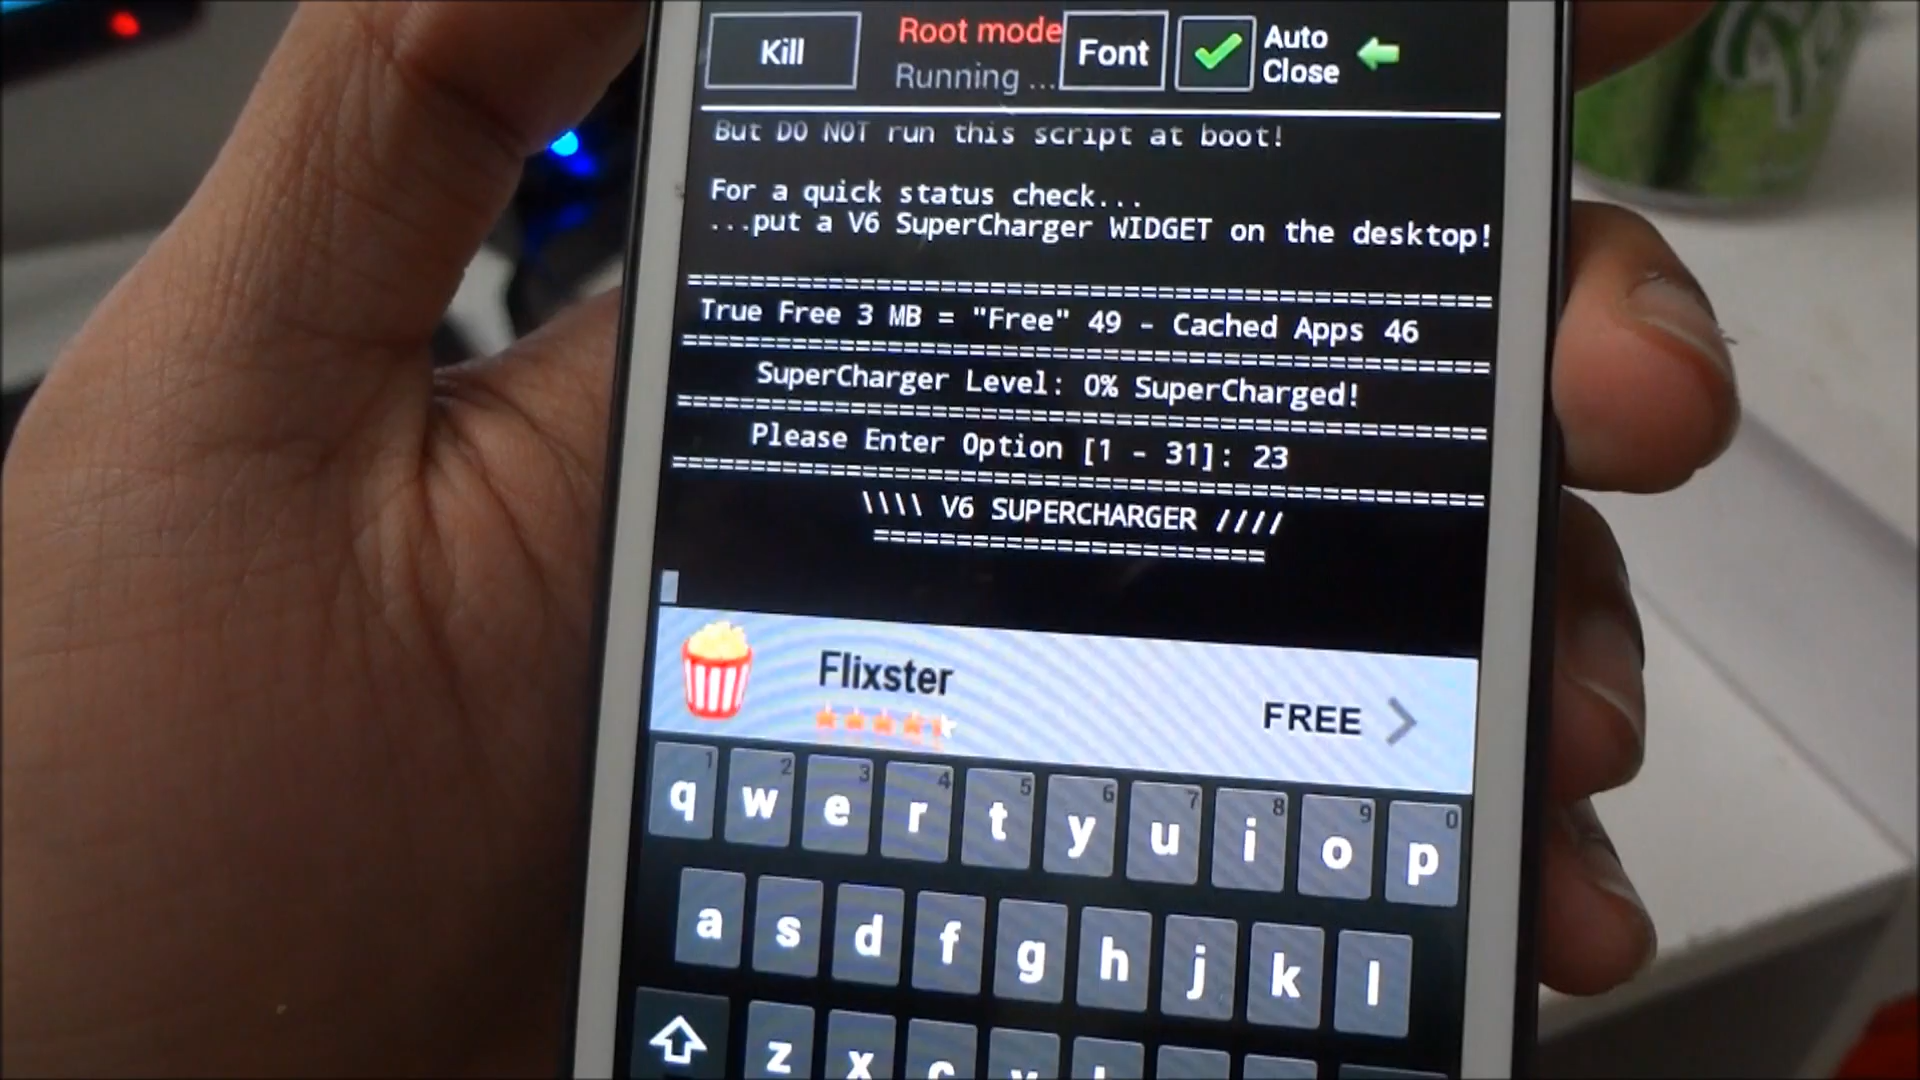 Kill
Root mode
Running ...
Font
Auto
Close
But DO NOT run this script at boot!
For a quick status check...
...put a V6 SuperCharger WIDGET on the desktop!
==================================================
True Free 3 MB = "Free" 49 - Cached Apps 46
==================================================
SuperCharger Level: 0% SuperCharged!
==================================================
Please Enter Option [1 - 31]: 23
==================================================
\\\\ V6 SUPERCHARGER ////
========================
Flixster
FREE
1 2 3 4 5 6 7 8 9 0
q w e r t y u i o p
a s d f g h j k l
z x c